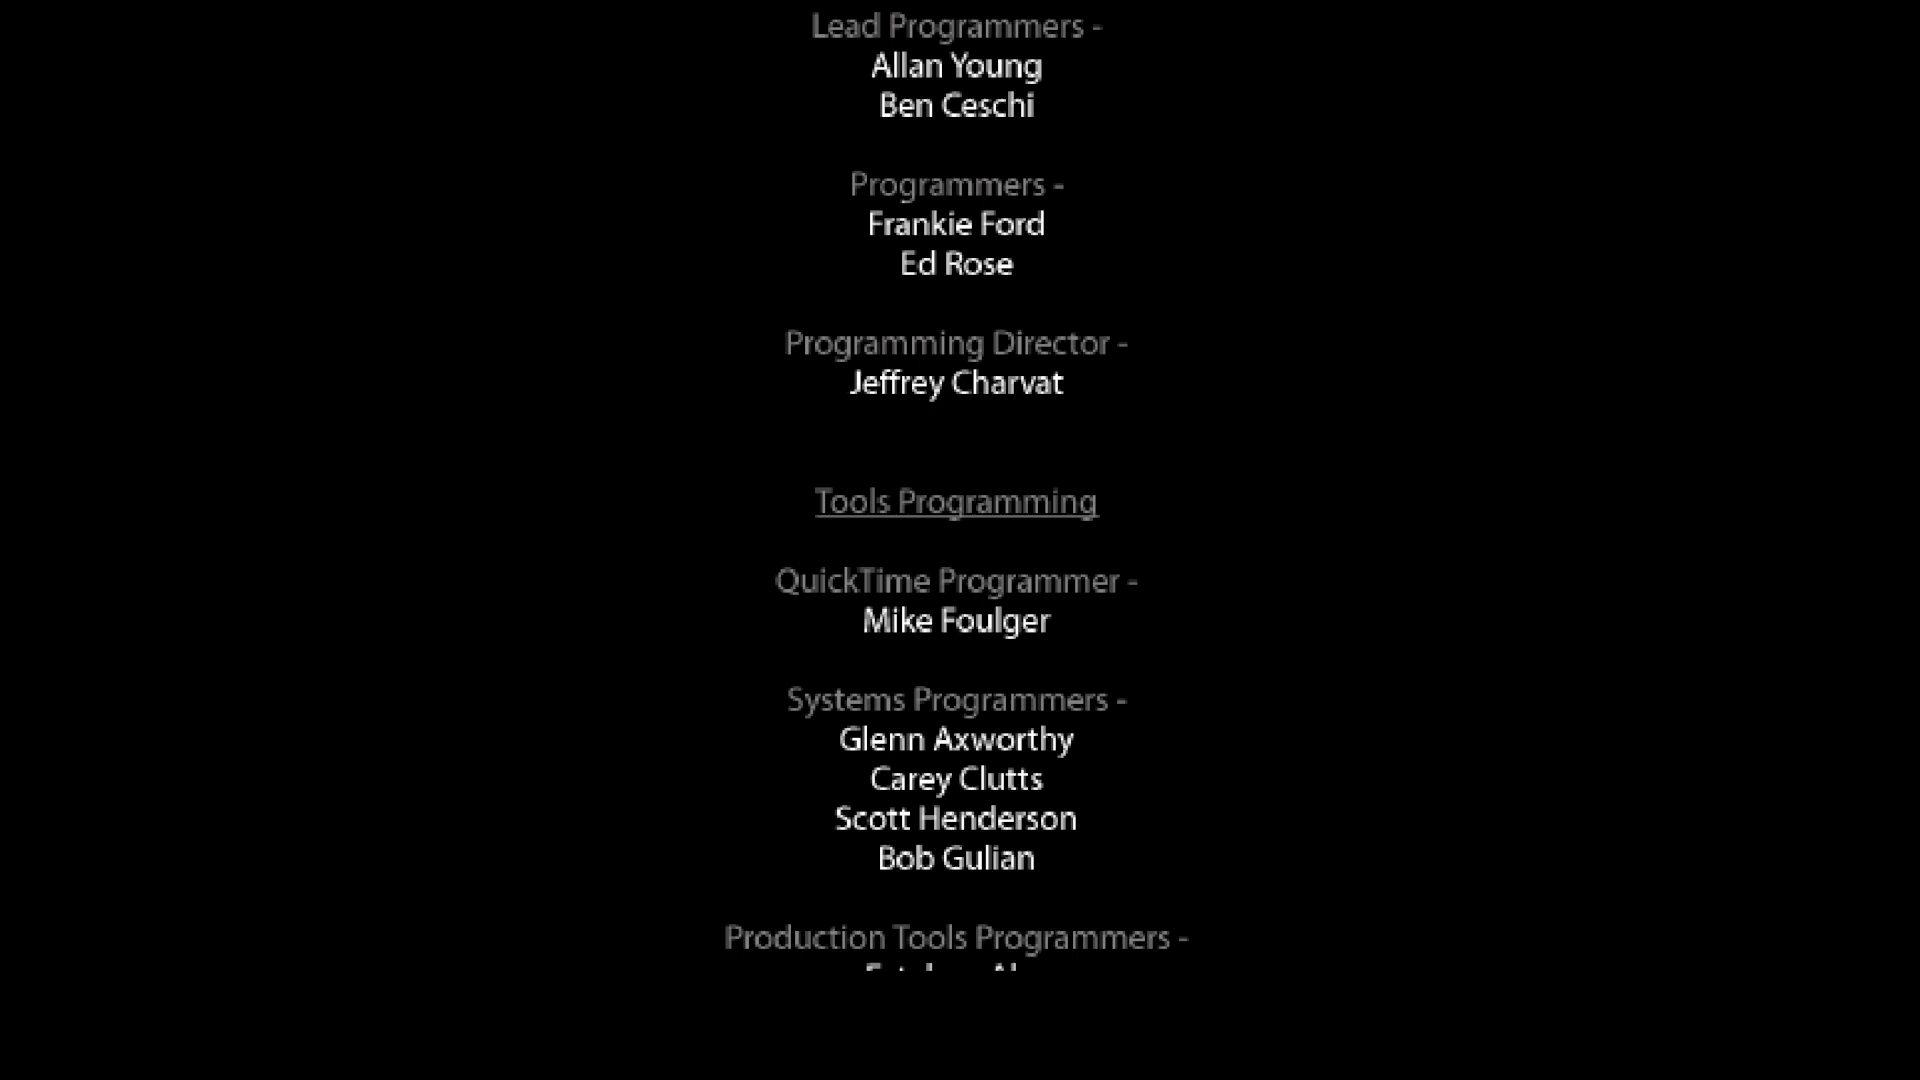 Lead Programmers -
Allan Young
Ben Ceschi
Programmers -
Frankie Ford
Ed Rose
Programming Director -
Jeffrey Charvat
Tools Programming
QuickTime Programmer -
Mike Foulger
Systems Programmers -
Glenn Axworthy
Carey Clutts
Scott Henderson
Bob Gulian
Production Tools Programmers -